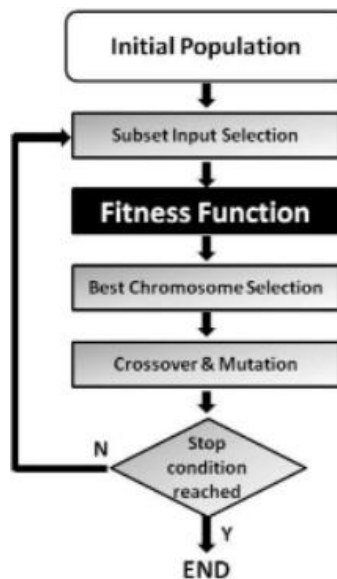 Initial Population
Subset Input Selection
Fitness Function
Best Chromosome Selection
Crossover & Mutation
Stop
condition
reached
N
Y
END